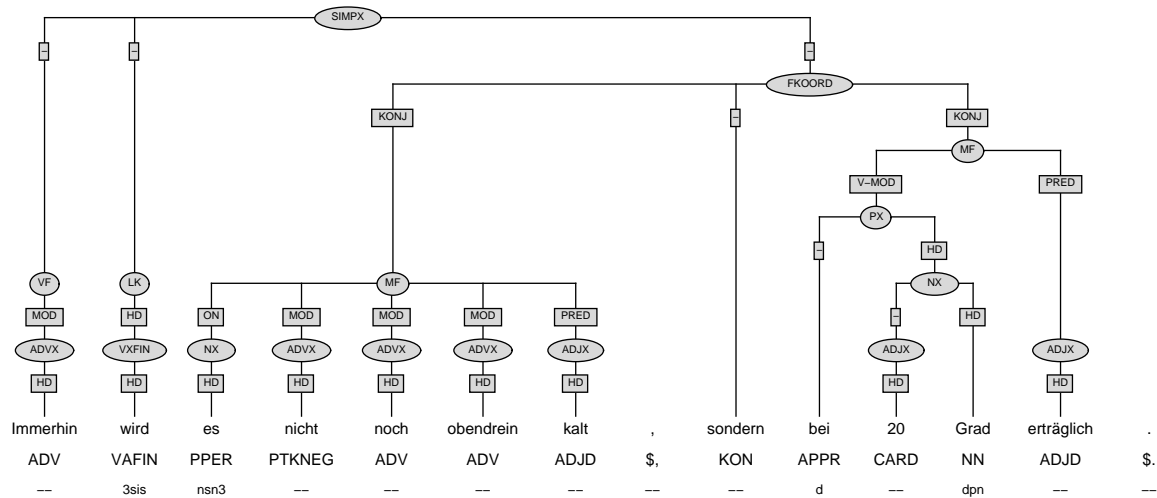 SIMPX
– – –
FKOORD
KONJ – KONJ
MF
V–MOD PRED
PX
– HD
VF LK MF NX
MOD HD ON MOD MOD MOD PRED – HD
ADVX VXFIN NX ADVX ADVX ADVX ADJX ADJX ADJX
HD HD HD HD HD HD HD HD HD
Immerhin wird es nicht noch obendrein kalt , sondern bei 20 Grad erträglich .
ADV VAFIN PPER PTKNEG ADV ADV ADJD $, KON APPR CARD NN ADJD $.
–– 3sis nsn3 –– –– –– –– –– –– d –– dpn –– ––